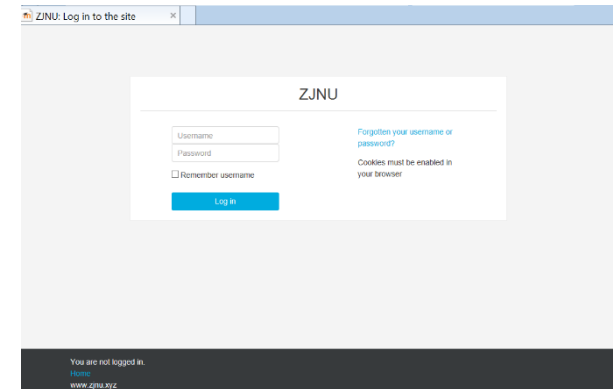 ZJNU: Log in to the site
ZJNU
Username
Password
Remember username
Log in
Forgotten your username or
password?
Cookies must be enabled in
your browser
You are not logged in.
Home
www.zjnu.xyz